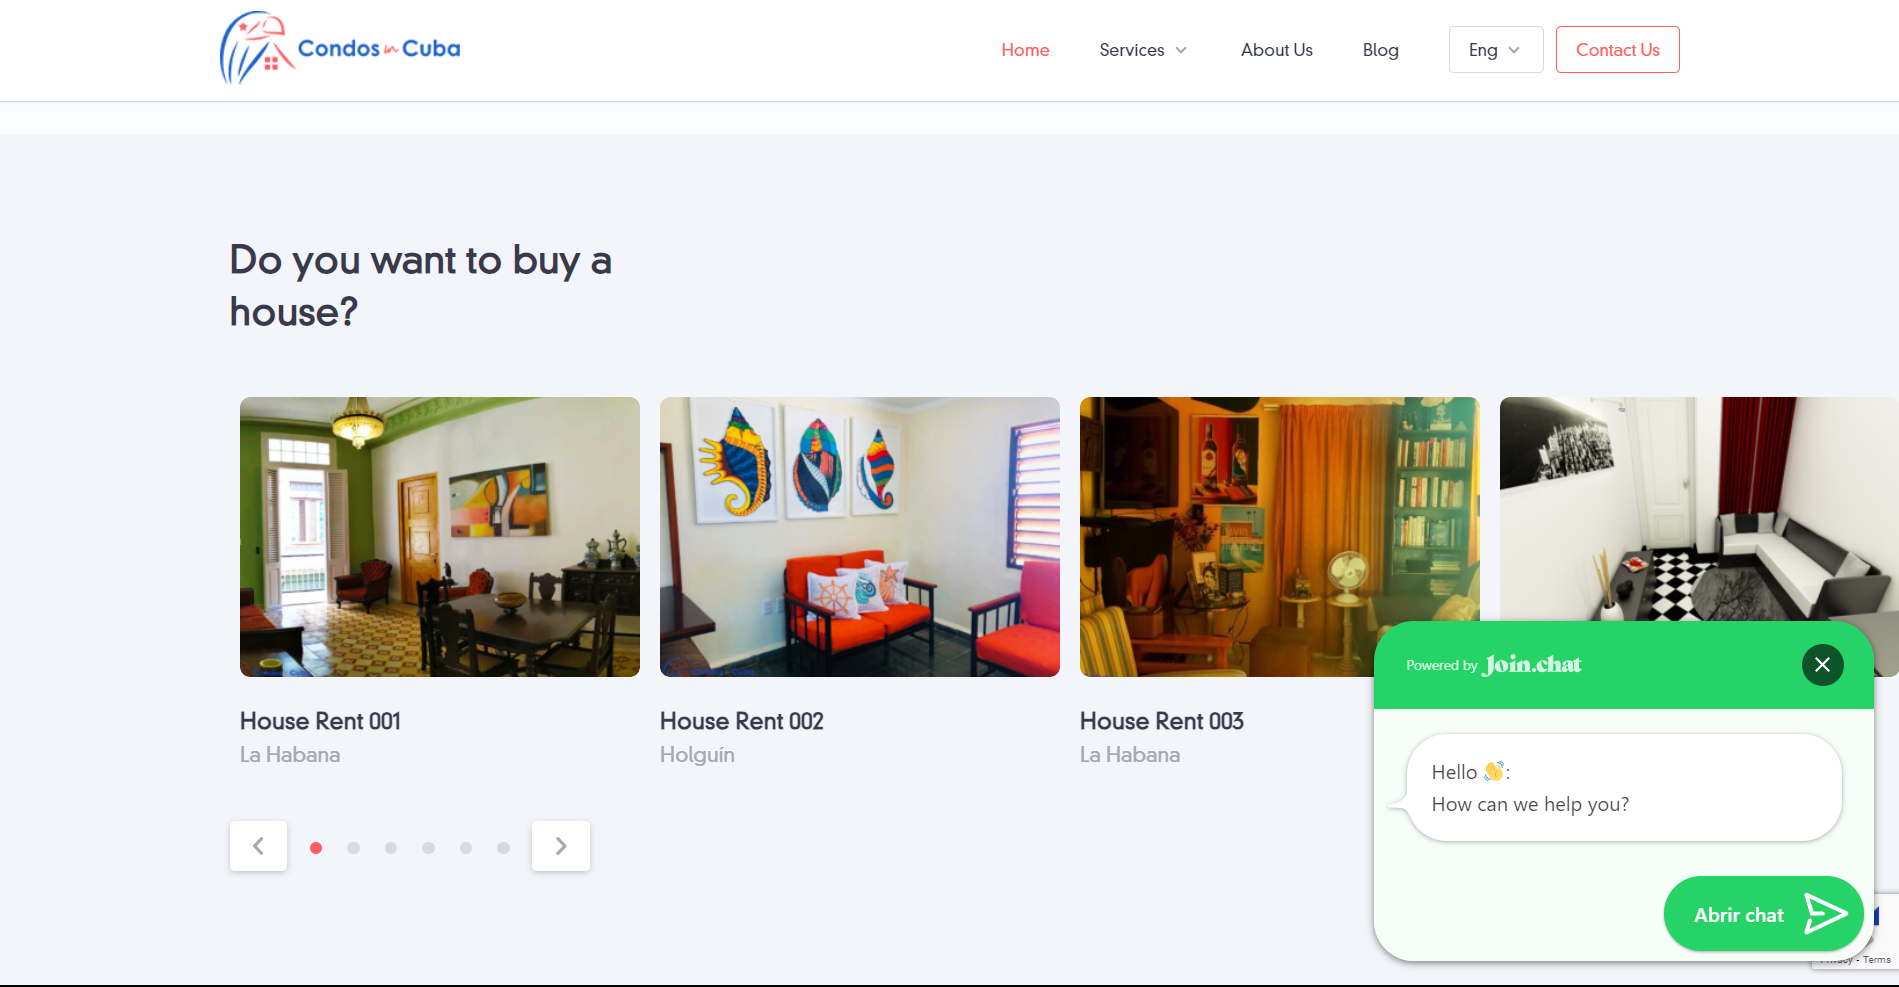 Condos in Cuba
Home
Services
About Us
Blog
Eng
Contact Us
Do you want to buy a
house?
House Rent 001
La Habana
House Rent 002
Holguín
House Rent 003
La Habana
Powered by Join.chat
Hello 👋:
How can we help you?
Abrir chat
Privacy - Terms